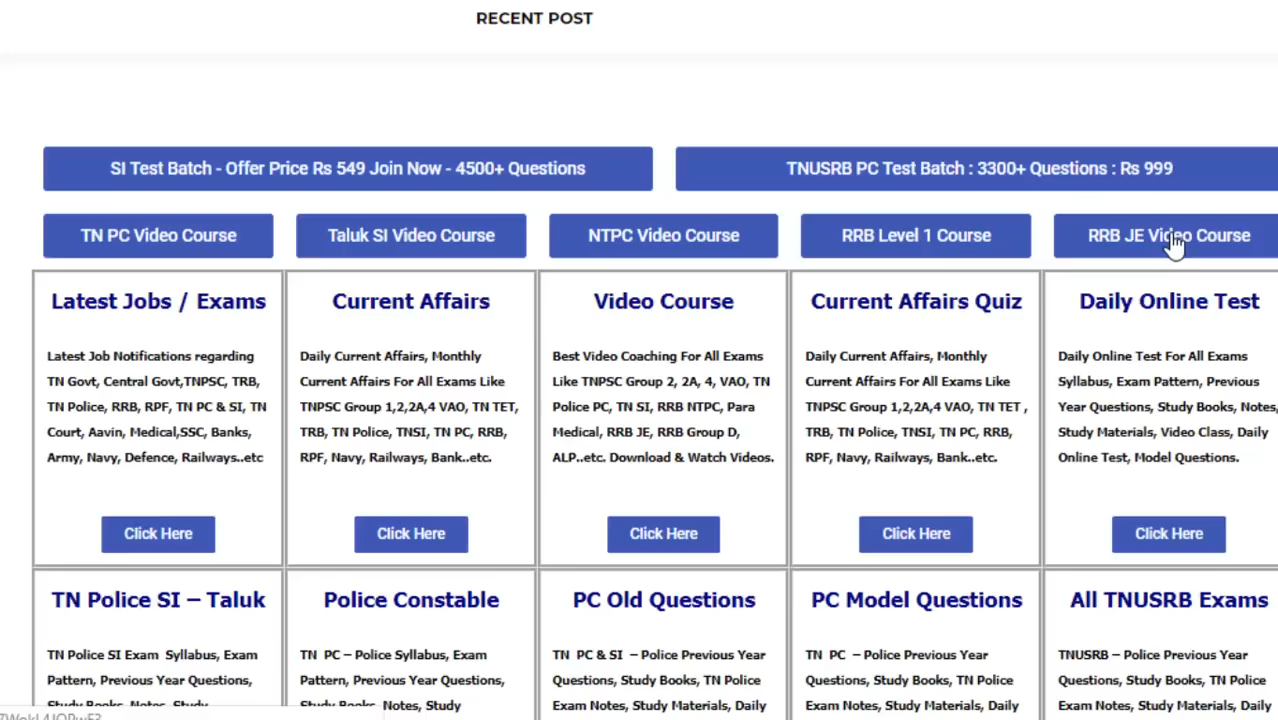 RECENT POST
SI Test Batch - Offer Price Rs 549 Join Now - 4500+ Questions
TNUSRB PC Test Batch : 3300+ Questions : Rs 999
TN PC Video Course
Taluk SI Video Course
NTPC Video Course
RRB Level 1 Course
RRB JE Video Course
Latest Jobs / Exams
Latest Job Notifications regarding
TN Govt, Central Govt,TNPSC, TRB,
TN Police, RRB, RPF, TN PC & SI, TN
Court, Aavin, Medical,SSC, Banks,
Army, Navy, Defence, Railways..etc
Click Here
Current Affairs
Daily Current Affairs, Monthly
Current Affairs For All Exams Like
TNPSC Group 1,2,2A,4 VAO, TN TET,
TRB, TN Police, TNSI, TN PC, RRB,
RPF, Navy, Railways, Bank..etc.
Click Here
Video Course
Best Video Coaching For All Exams
Like TNPSC Group 2, 2A, 4, VAO, TN
Police PC, TN SI, RRB NTPC, Para
Medical, RRB JE, RRB Group D,
ALP..etc. Download & Watch Videos.
Click Here
Current Affairs Quiz
Daily Current Affairs, Monthly
Current Affairs For All Exams Like
TNPSC Group 1,2,2A,4 VAO, TN TET ,
TRB, TN Police, TNSI, TN PC, RRB,
RPF, Navy, Railways, Bank..etc.
Click Here
Daily Online Test
Daily Online Test For All Exams
Syllabus, Exam Pattern, Previous
Year Questions, Study Books, Notes,
Study Materials, Video Class, Daily
Online Test, Model Questions.
Click Here
TN Police SI – Taluk
TN Police SI Exam Syllabus, Exam
Pattern, Previous Year Questions,
Study Books, Notes, Study
Police Constable
TN PC – Police Syllabus, Exam
Pattern, Previous Year Questions,
Study Books, Notes, Study
PC Old Questions
TN PC & SI – Police Previous Year
Questions, Study Books, TN Police
Exam Notes, Study Materials, Daily
PC Model Questions
TN PC – Police Previous Year
Questions, Study Books, TN Police
Exam Notes, Study Materials, Daily
All TNUSRB Exams
TNUSRB – Police Previous Year
Questions, Study Books, TN Police
Exam Notes, Study Materials, Daily